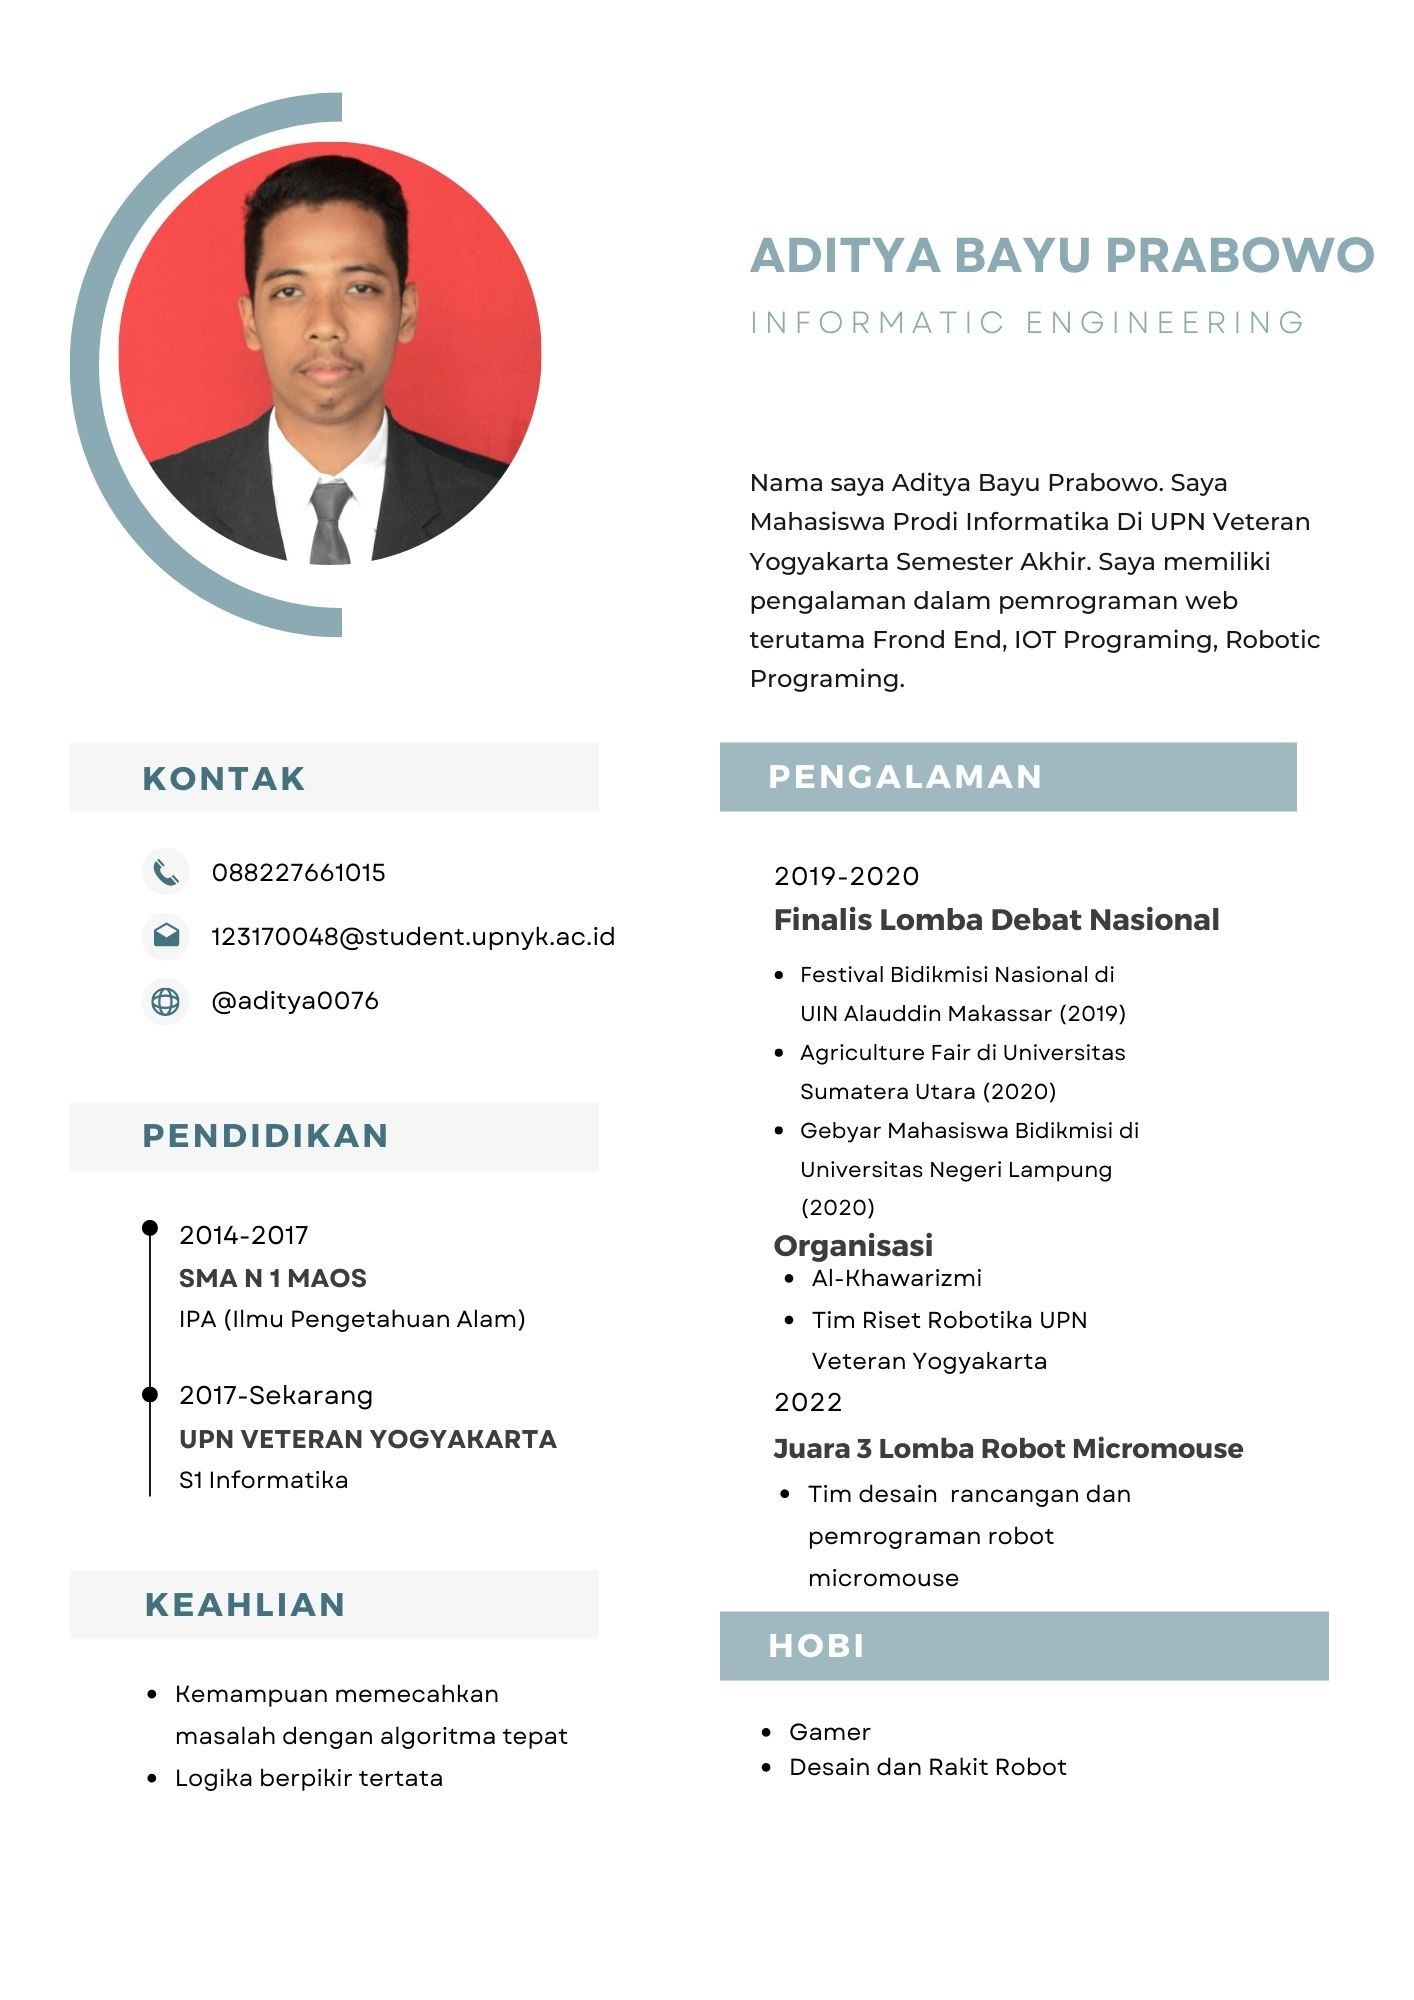 ADITYA BAYU PRABOWO
INFORMATIC ENGINEERING
Nama saya Aditya Bayu Prabowo. Saya
Mahasiswa Prodi Informatika Di UPN Veteran
Yogyakarta Semester Akhir. Saya memiliki
pengalaman dalam pemrograman web
terutama Frond End, IOT Programing, Robotic
Programing.
KONTAK
088227661015
123170048@student.upnyk.ac.id
@aditya0076
PENDIDIKAN
2014-2017
SMA N 1 MAOS
IPA (Ilmu Pengetahuan Alam)
2017-Sekarang
UPN VETERAN YOGYAKARTA
S1 Informatika
KEAHLIAN
• Kemampuan memecahkan
masalah dengan algoritma tepat
• Logika berpikir tertata
PENGALAMAN
2019-2020
Finalis Lomba Debat Nasional
• Festival Bidikmisi Nasional di
UIN Alauddin Makassar (2019)
• Agriculture Fair di Universitas
Sumatera Utara (2020)
• Gebyar Mahasiswa Bidikmisi di
Universitas Negeri Lampung
(2020)
Organisasi
• Al-Khawarizmi
• Tim Riset Robotika UPN
Veteran Yogyakarta
2022
Juara 3 Lomba Robot Micromouse
• Tim desain  rancangan dan
pemrograman robot
micromouse
HOBI
• Gamer
• Desain dan Rakit Robot